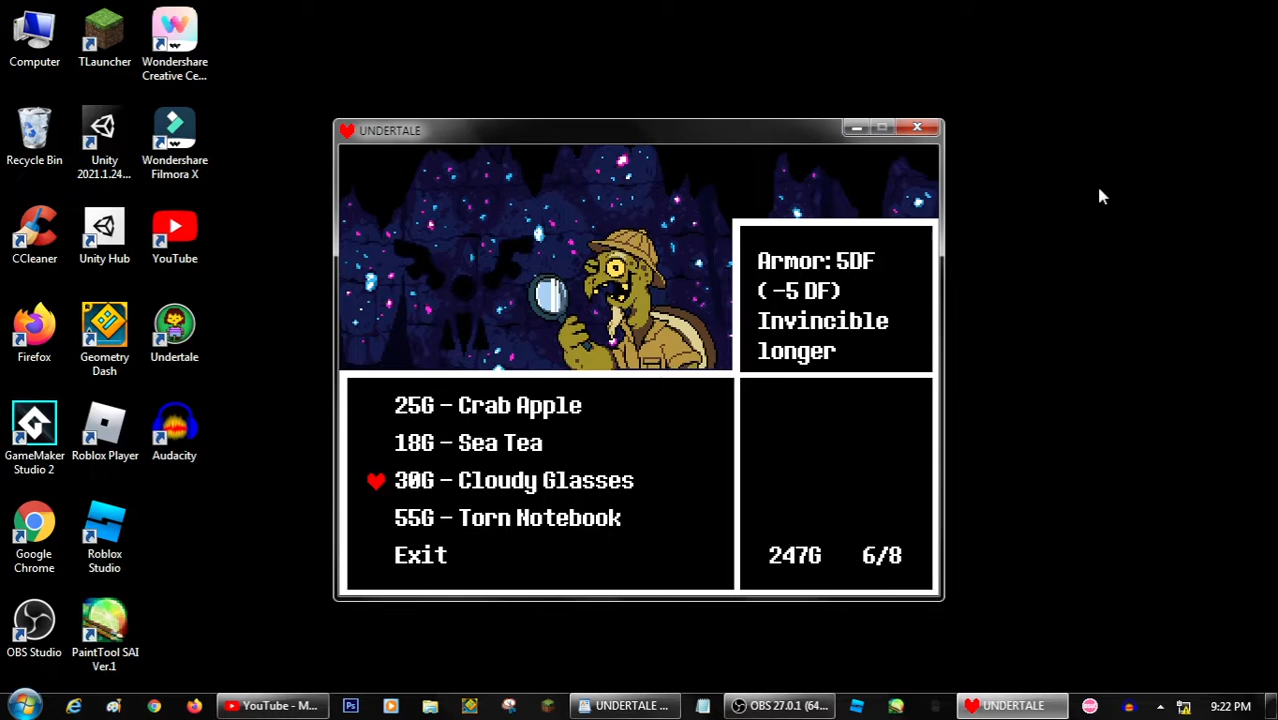 Computer
TLauncher
Wondershare
Creative Ce...
Recycle Bin
Unity
2021.1.24...
Wondershare
Filmora X
CCleaner
Unity Hub
YouTube
Firefox
Geometry
Dash
Undertale
GameMaker
Studio 2
Roblox Player
Audacity
Google
Chrome
Roblox
Studio
OBS Studio
PaintTool SAI
Ver.1
UNDERTALE
Armor: 5DF
( -5 DF)
Invincible
longer
25G - Crab Apple
18G - Sea Tea
30G - Cloudy Glasses
55G - Torn Notebook
Exit
247G 6/8
YouTube - M...
UNDERTALE ...
OBS 27.0.1 (64...
UNDERTALE
9:22 PM